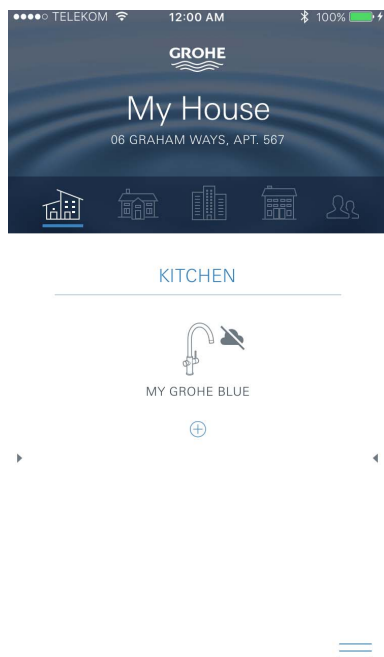 TELEKOM 12:00 AM 100%
GROHE
My House
06 GRAHAM WAYS, APT. 567
KITCHEN
MY GROHE BLUE